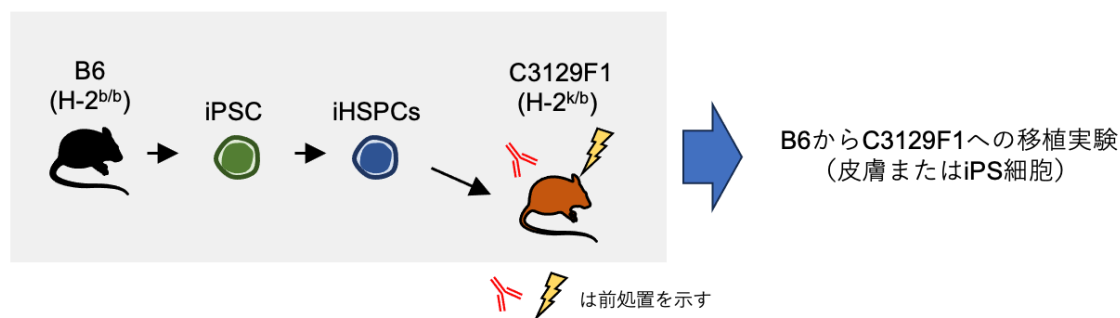 B6
(H-2b/b)
iPSC
iHSPCs
C3129F1
(H-2k/b)
B6からC3129F1への移植実験
（皮膚またはiPS細胞）
は前処置を示す